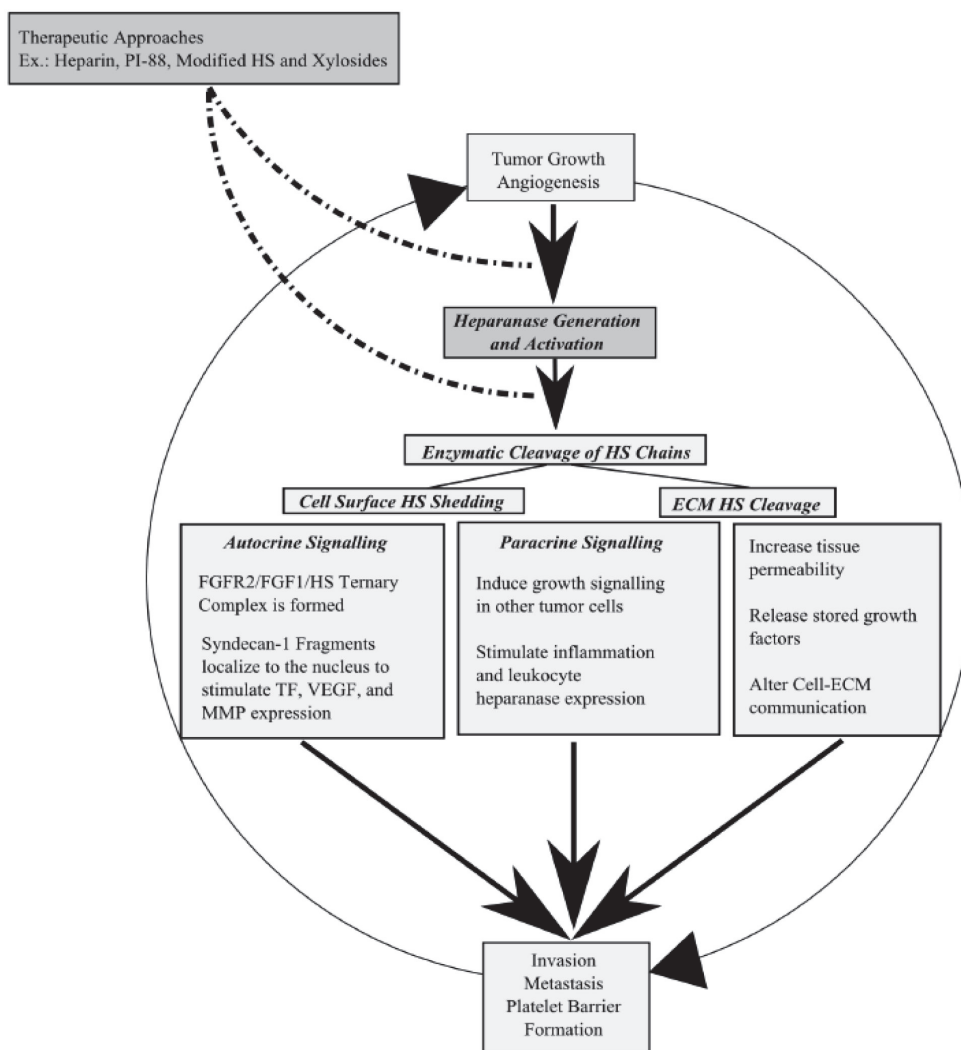 Therapeutic Approaches
Ex.: Heparin, PI-88, Modified HS and Xylosides
Tumor Growth
Angiogenesis
Heparanase Generation
and Activation
Enzymatic Cleavage of HS Chains
Cell Surface HS Shedding
ECM HS Cleavage
Autocrine Signalling
FGFR2/FGF1/HS Ternary
Complex is formed
Syndecan-1 Fragments
localize to the nucleus to
stimulate TF, VEGF, and
MMP expression
Paracrine Signalling
Induce growth signalling
in other tumor cells
Stimulate inflammation
and leukocyte
heparanase expression
Increase tissue
permeability
Release stored growth
factors
Alter Cell-ECM
communication
Invasion
Metastasis
Platelet Barrier
Formation